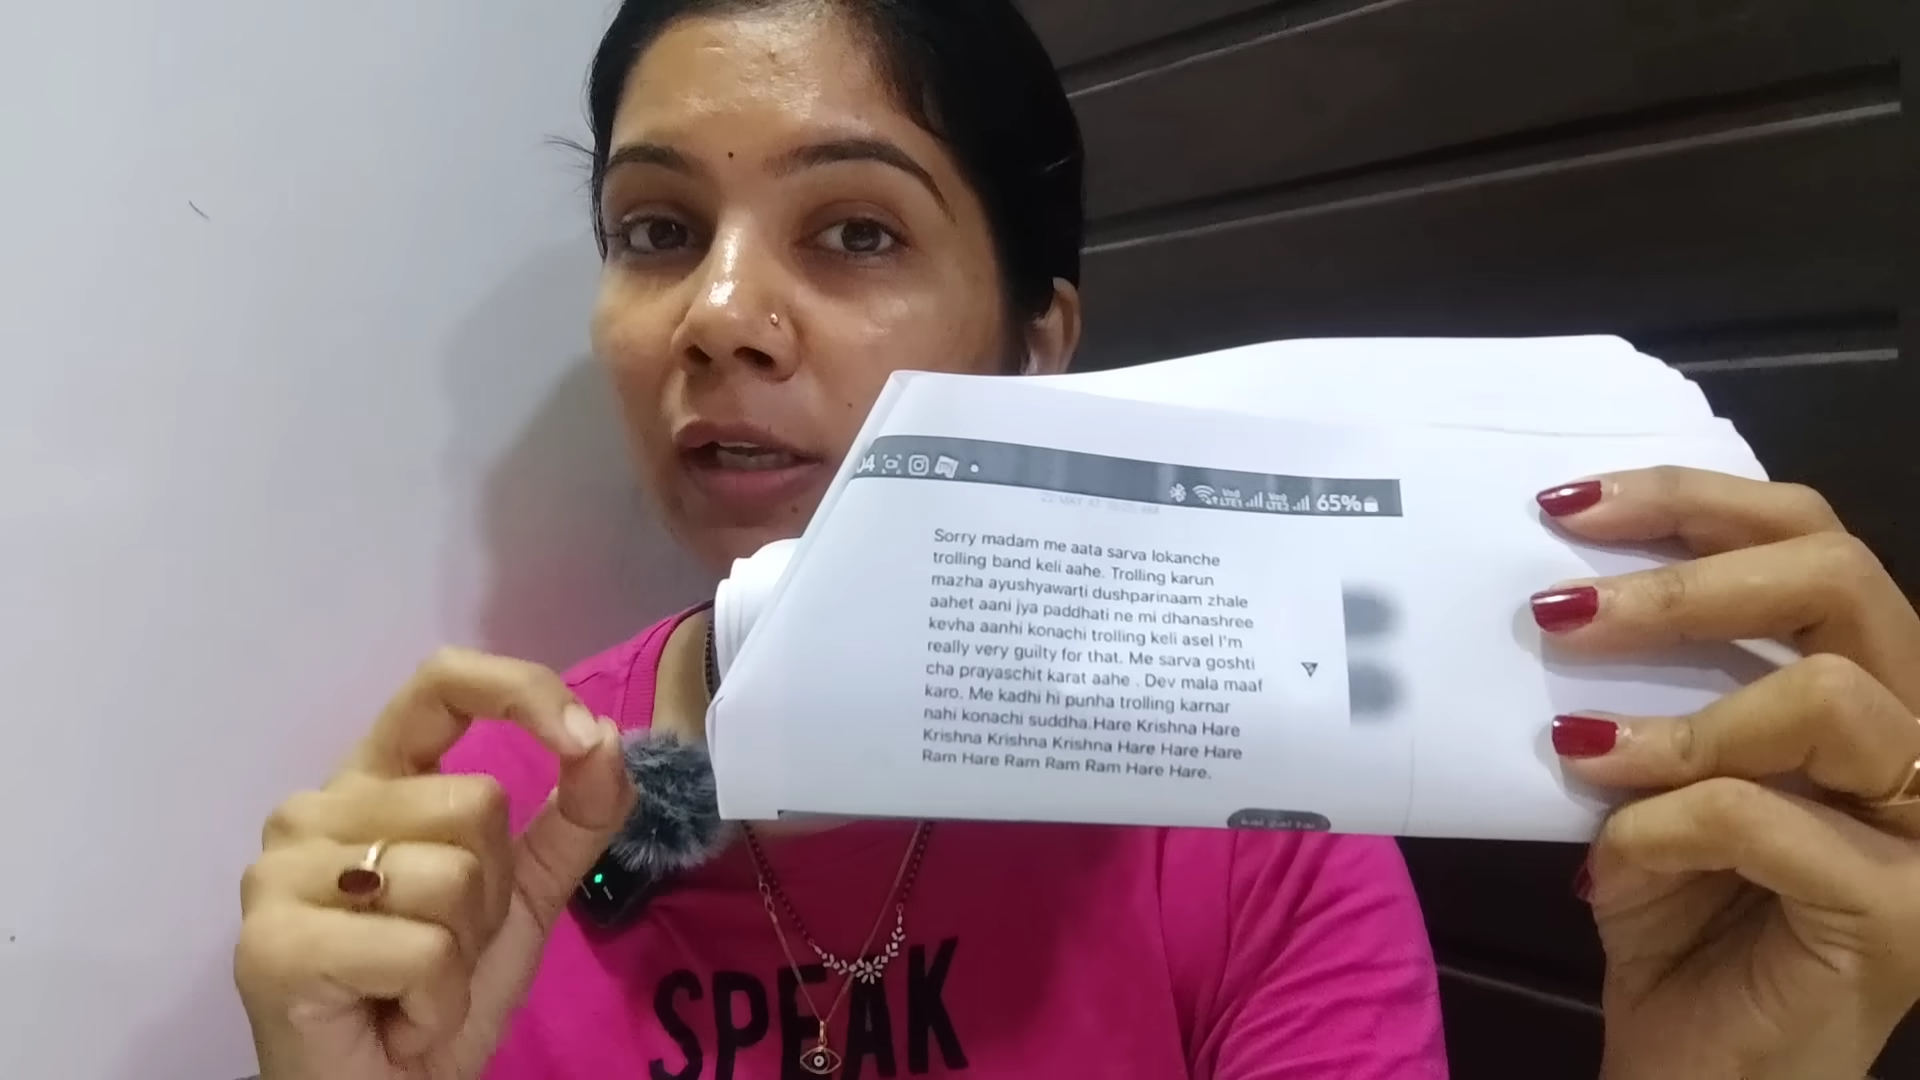 04
65%
Sorry madam me aata sarva lokanche
trolling band keli aahe. Trolling karun
mazha ayushyawarti dushparinaam zhale
aahet aani jya paddhati ne mi dhanashree
kevha aanhi konachi trolling keli asel I'm
really very guilty for that. Me sarva goshti
cha prayaschit karat aahe . Dev mala maaf
karo. Me kadhi hi punha trolling karnar
nahi konachi suddha.Hare Krishna Hare
Krishna Krishna Krishna Hare Hare Hare
Ram Hare Ram Ram Ram Hare Hare.
SPEAK